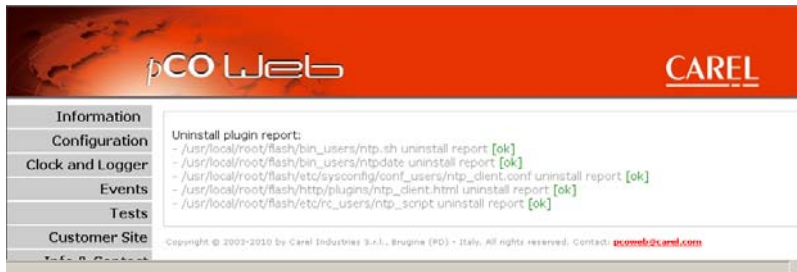 pCO Web
CAREL
Information
Configuration
Clock and Logger
Events
Tests
Customer Site
Info & Contact
Uninstall plugin report:
- /usr/local/root/flash/bin_users/ntp.sh uninstall report [ok]
- /usr/local/root/flash/bin_users/ntpdate uninstall report [ok]
- /usr/local/root/flash/etc/sysconfig/conf_users/ntp_client.conf uninstall report [ok]
- /usr/local/root/flash/http/plugins/ntp_client.html uninstall report [ok]
- /usr/local/root/flash/etc/rc_users/ntp_script uninstall report [ok]
Copyright © 2003-2010 by Carel Industries S.r.l., Brugine (PD) - Italy. All rights reserved. Contact: pcoweb@carel.com